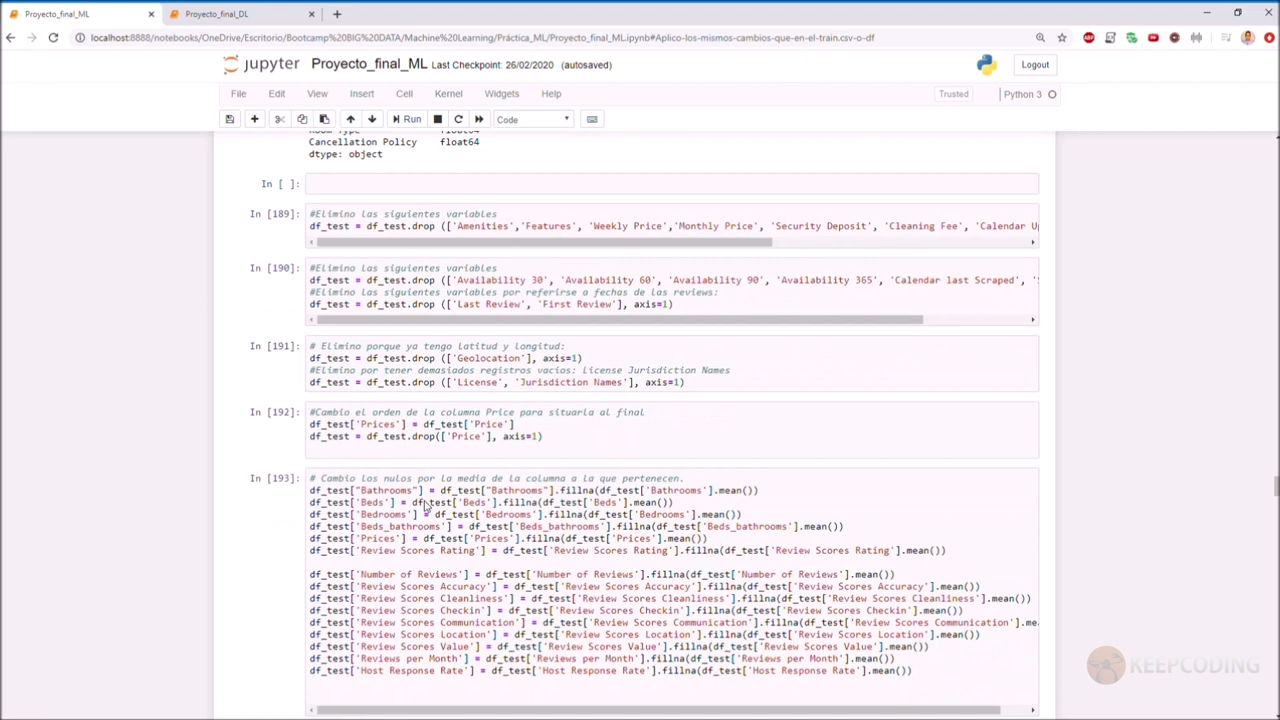 Proyecto_final_ML
Proyecto_final_DL
localhost:8888/notebooks/OneDrive/Escritorio/Bootcamp%20BIG%20DATA/Machine%20Learning/Práctica_ML/Proyecto_final_ML.ipynb#Aplico-los-mismos-cambios-que-en-el-train.csv-o-df
jupyter Proyecto_final_ML Last Checkpoint: 26/02/2020 (autosaved)
Logout
File Edit View Insert Cell Kernel Widgets Help
Trusted Python 3
Run Code
Cancellation Policy float64
dtype: object
In [ ]:
In [189]: #Elimino las siguientes variables
df_test = df_test.drop (['Amenities','Features', 'Weekly Price','Monthly Price', 'Security Deposit', 'Cleaning Fee', 'Calendar U
In [190]: #Elimino las siguientes variables
df_test = df_test.drop (['Availability 30', 'Availability 60', 'Availability 90', 'Availability 365', 'Calendar last Scraped', '
#Elimino las siguientes variables por referirse a fechas de las reviews:
df_test = df_test.drop (['Last Review', 'First Review'], axis=1)
In [191]: # Elimino porque ya tengo latitud y longitud:
df_test = df_test.drop (['Geolocation'], axis=1)
#Elimino por tener demasiados registros vacíos: license Jurisdiction Names
df_test = df_test.drop (['License', 'Jurisdiction Names'], axis=1)
In [192]: #Cambio el orden de la columna Price para situarla al final
df_test['Prices'] = df_test['Price']
df_test = df_test.drop(['Price'], axis=1)
In [193]: # Cambio los nulos por la media de la columna a la que pertenecen.
df_test["Bathrooms"] = df_test["Bathrooms"].fillna(df_test['Bathrooms'].mean())
df_test['Beds'] = df_test['Beds'].fillna(df_test['Beds'].mean())
df_test['Bedrooms'] = df_test['Bedrooms'].fillna(df_test['Bedrooms'].mean())
df_test['Beds_bathrooms'] = df_test['Beds_bathrooms'].fillna(df_test['Beds_bathrooms'].mean())
df_test['Prices'] = df_test['Prices'].fillna(df_test['Prices'].mean())
df_test['Review Scores Rating'] = df_test['Review Scores Rating'].fillna(df_test['Review Scores Rating'].mean())
df_test['Number of Reviews'] = df_test['Number of Reviews'].fillna(df_test['Number of Reviews'].mean())
df_test['Review Scores Accuracy'] = df_test['Review Scores Accuracy'].fillna(df_test['Review Scores Accuracy'].mean())
df_test['Review Scores Cleanliness'] = df_test['Review Scores Cleanliness'].fillna(df_test['Review Scores Cleanliness'].mean())
df_test['Review Scores Checkin'] = df_test['Review Scores Checkin'].fillna(df_test['Review Scores Checkin'].mean())
df_test['Review Scores Communication'] = df_test['Review Scores Communication'].fillna(df_test['Review Scores Communication'].me
df_test['Review Scores Location'] = df_test['Review Scores Location'].fillna(df_test['Review Scores Location'].mean())
df_test['Review Scores Value'] = df_test['Review Scores Value'].fillna(df_test['Review Scores Value'].mean())
df_test['Reviews per Month'] = df_test['Reviews per Month'].fillna(df_test['Reviews per Month'].mean())
df_test['Host Response Rate'] = df_test['Host Response Rate'].fillna(df_test['Host Response Rate'].mean())
KEEPCODING